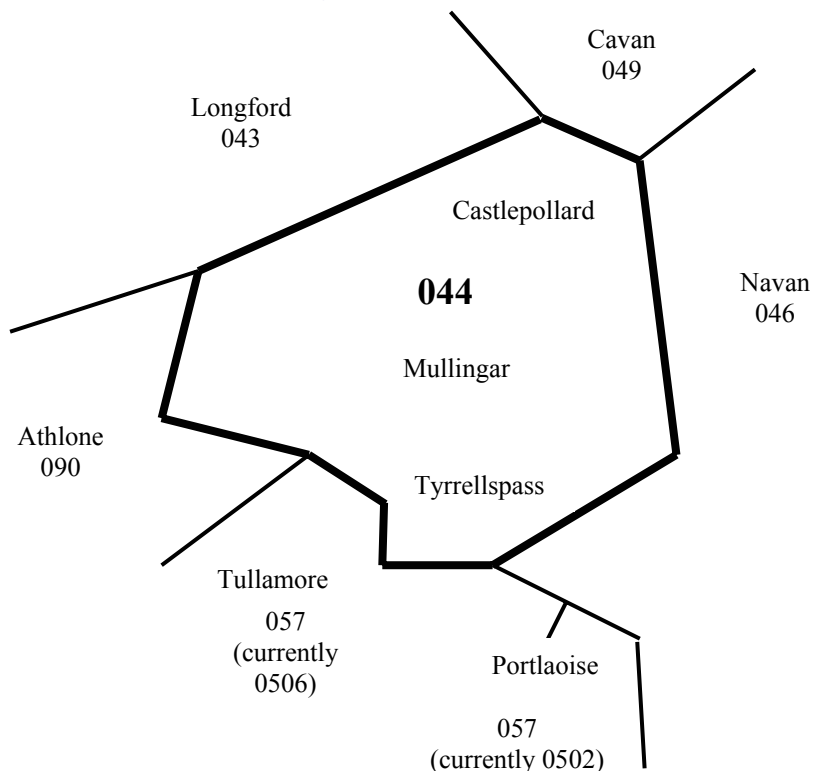 Cavan
049
Longford
043
Castlepollard
044
Navan
046
Mullingar
Athlone
090
Tyrrellspass
Tullamore
057
(currently
0506)
Portlaoise
057
(currently 0502)